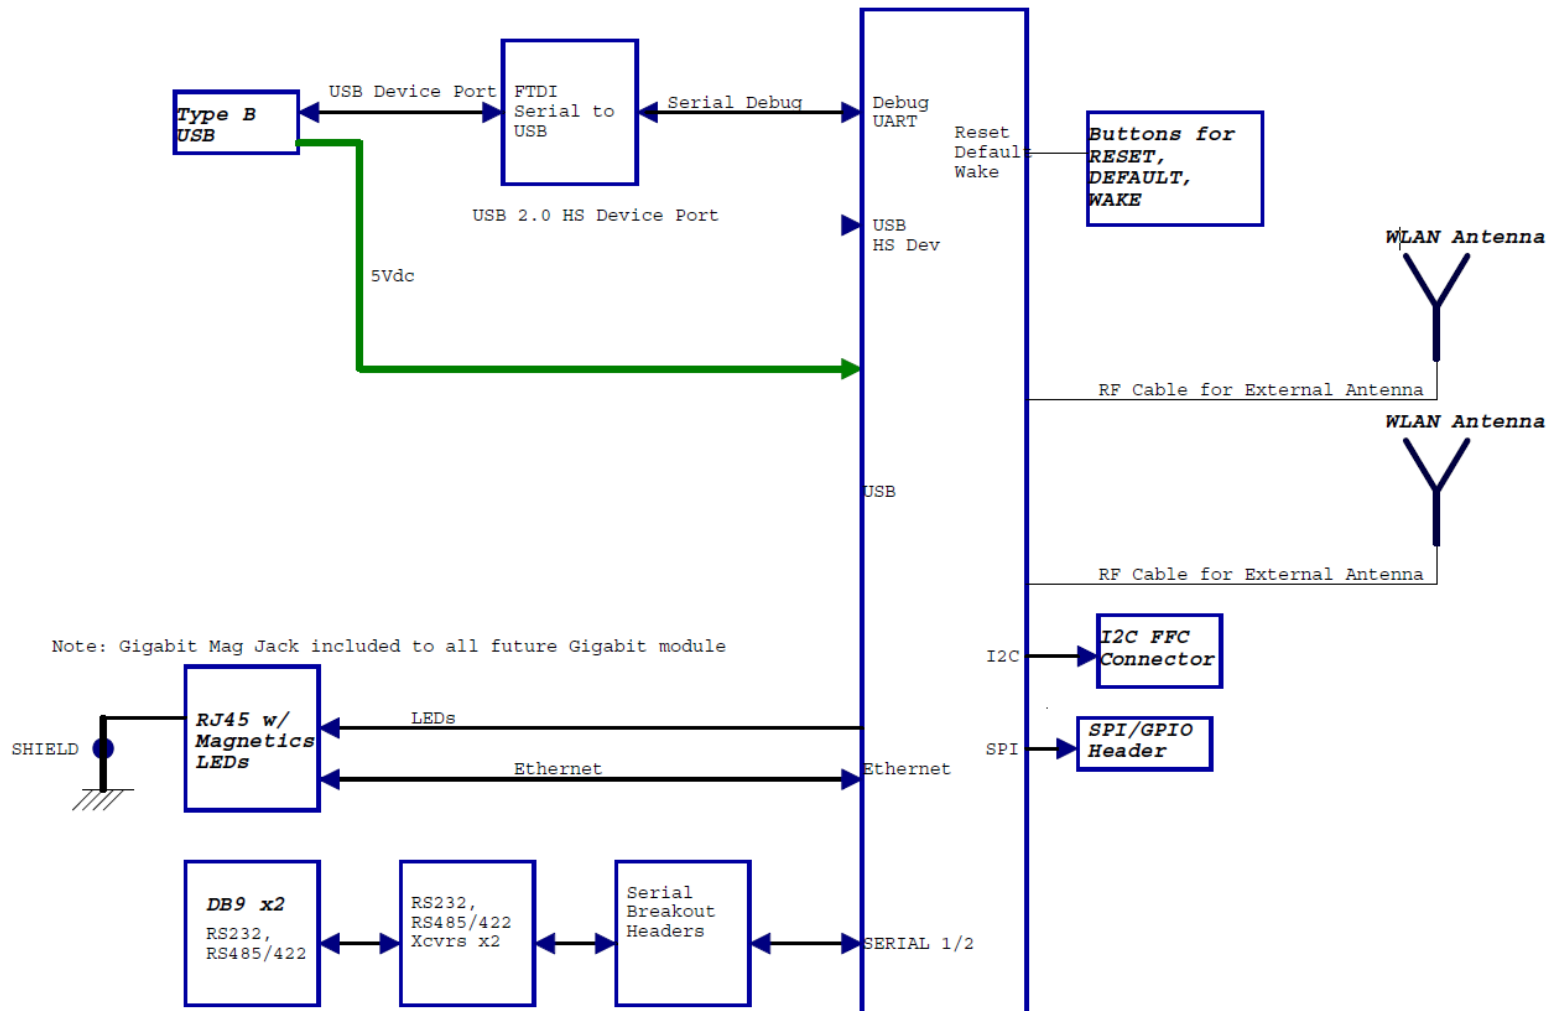 USB Device Port
Type B
USB
FTDI
Serial to
USB
Serial Debug
Debug
UART
Reset
Default
Wake
Buttons for
RESET,
DEFAULT,
WAKE
USB 2.0 HS Device Port
USB
HS Dev
WLAN Antenna
5Vdc
RF Cable for External Antenna
WLAN Antenna
USB
RF Cable for External Antenna
Note: Gigabit Mag Jack included to all future Gigabit module
I2C
I2C FFC
Connector
SHIELD
RJ45 w/
Magnetics
LEDs
LEDs
Ethernet
Ethernet
SPI
SPI/GPIO
Header
DB9 x2
RS232,
RS485/422
RS232,
RS485/422
Xcvrs x2
Serial
Breakout
Headers
SERIAL 1/2